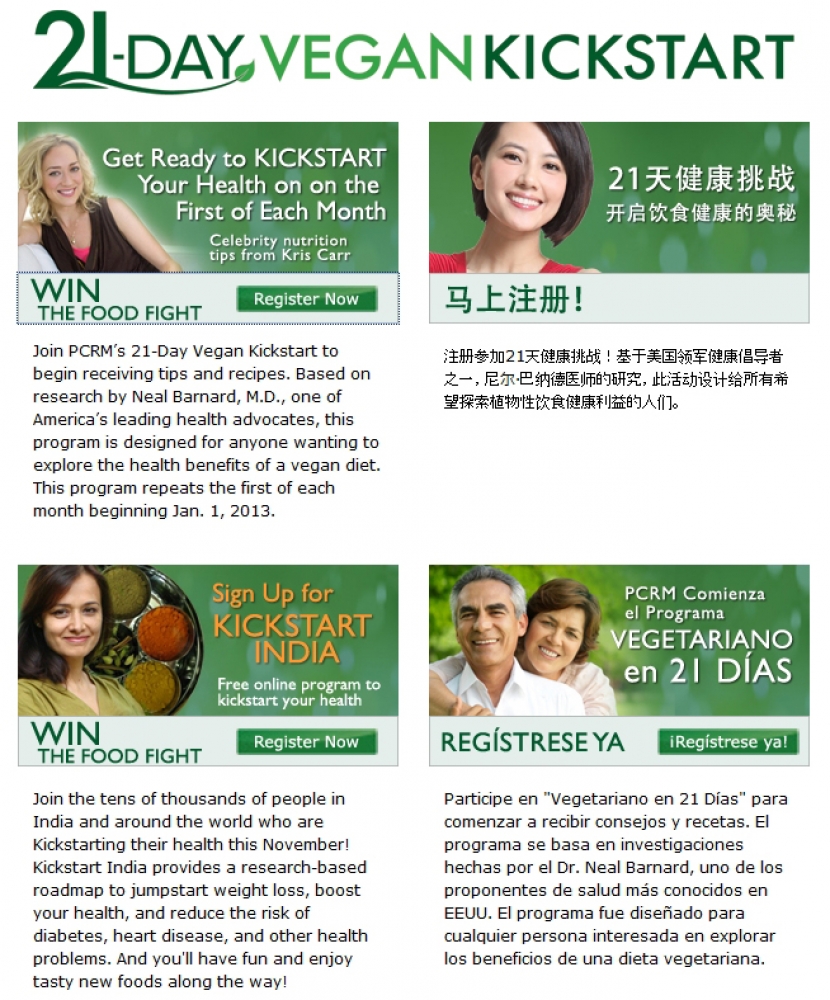 21-DAY VEGAN KICKSTART
Get Ready to KICKSTART
Your Health on on the
First of Each Month
Celebrity nutrition
tips from Kris Carr
WIN
THE FOOD FIGHT
Register Now
Join PCRM's 21-Day Vegan Kickstart to
begin receiving tips and recipes. Based on
research by Neal Barnard, M.D., one of
America's leading health advocates, this
program is designed for anyone wanting to
explore the health benefits of a vegan diet.
This program repeats the first of each
month beginning Jan. 1, 2013.
21天健康挑战
开启饮食健康的奥秘
马上注册!
注册参加21天健康挑战!基于美国领军健康倡导者
之一, 尼尔·巴纳德医师的研究, 此活动设计给所有希
望探索植物性饮食健康利益的人们。
Sign Up for
KICKSTART
INDIA
Free online program to
kickstart your health
WIN
THE FOOD FIGHT
Register Now
Join the tens of thousands of people in
India and around the world who are
Kickstarting their health this November!
Kickstart India provides a research-based
roadmap to jumpstart weight loss, boost
your health, and reduce the risk of
diabetes, heart disease, and other health
problems. And you'll have fun and enjoy
tasty new foods along the way!
PCRM Comienza
el Programa
VEGETARIANO
en 21 DÍAS
REGÍSTRESE YA
¡Regístrese ya!
Participe en "Vegetariano en 21 Días" para
comenzar a recibir consejos y recetas. El
programa se basa en investigaciones
hechas por el Dr. Neal Barnard, uno de los
proponentes de salud más conocidos en
EEUU. El programa fue diseñado para
cualquier persona interesada en explorar
los beneficios de una dieta vegetariana.